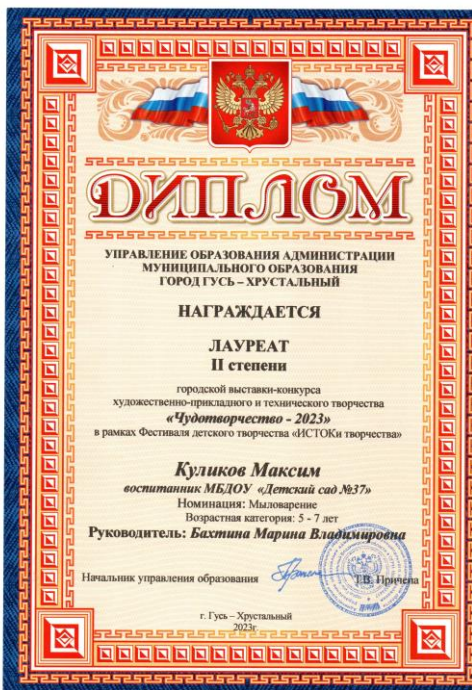 ДИПЛОМ
УПРАВЛЕНИЕ ОБРАЗОВАНИЯ АДМИНИСТРАЦИИ
МУНИЦИПАЛЬНОГО ОБРАЗОВАНИЯ
ГОРОД ГУСЬ – ХРУСТАЛЬНЫЙ
НАГРАЖДАЕТСЯ
ЛАУРЕАТ
II степени
городской выставки-конкурса
художественно-прикладного и технического творчества
«Чудотворчество - 2023»
в рамках Фестиваля детского творчества «ИСТОКи творчества»
Куликов Максим
воспитанник МБДОУ «Детский сад №37»
Номинация: Мыловарение
Возрастная категория: 5 - 7 лет
Руководитель: Бахтина Марина Владимировна
Начальник управления образования Т.В. Причева
г. Гусь – Хрустальный
2023г